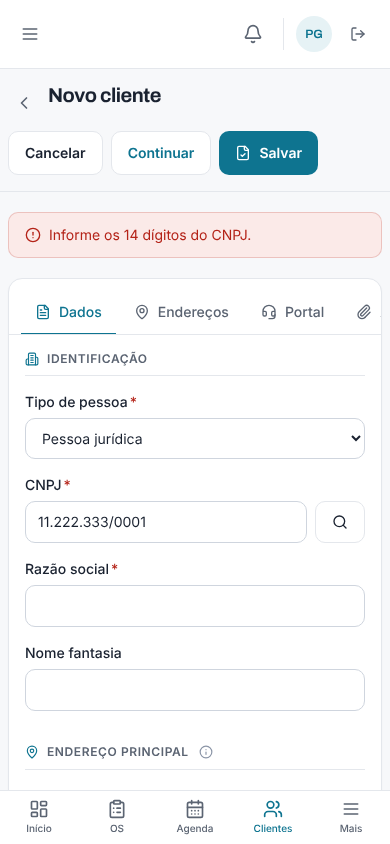 PG
Novo cliente
Cancelar
Continuar
Salvar
Informe os 14 dígitos do CNPJ.
Dados
Endereços
Portal
IDENTIFICAÇÃO
Tipo de pessoa*
Pessoa jurídica
CNPJ*
11.222.333/0001
Razão social*
Nome fantasia
ENDEREÇO PRINCIPAL
Início
OS
Agenda
Clientes
Mais